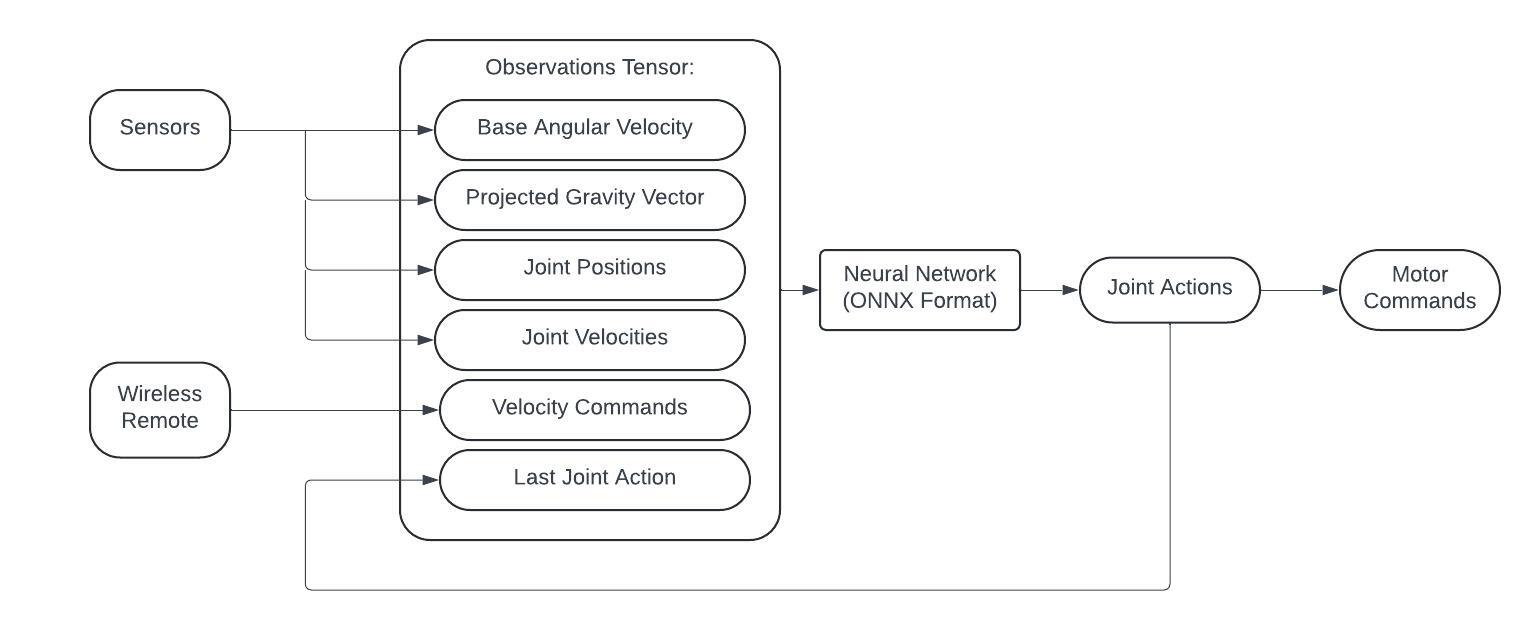 Observations Tensor:
Sensors
Base Angular Velocity
Projected Gravity Vector
Joint Positions
Joint Velocities
Wireless
Remote
Velocity Commands
Last Joint Action
Neural Network
(ONNX Format)
Joint Actions
Motor
Commands